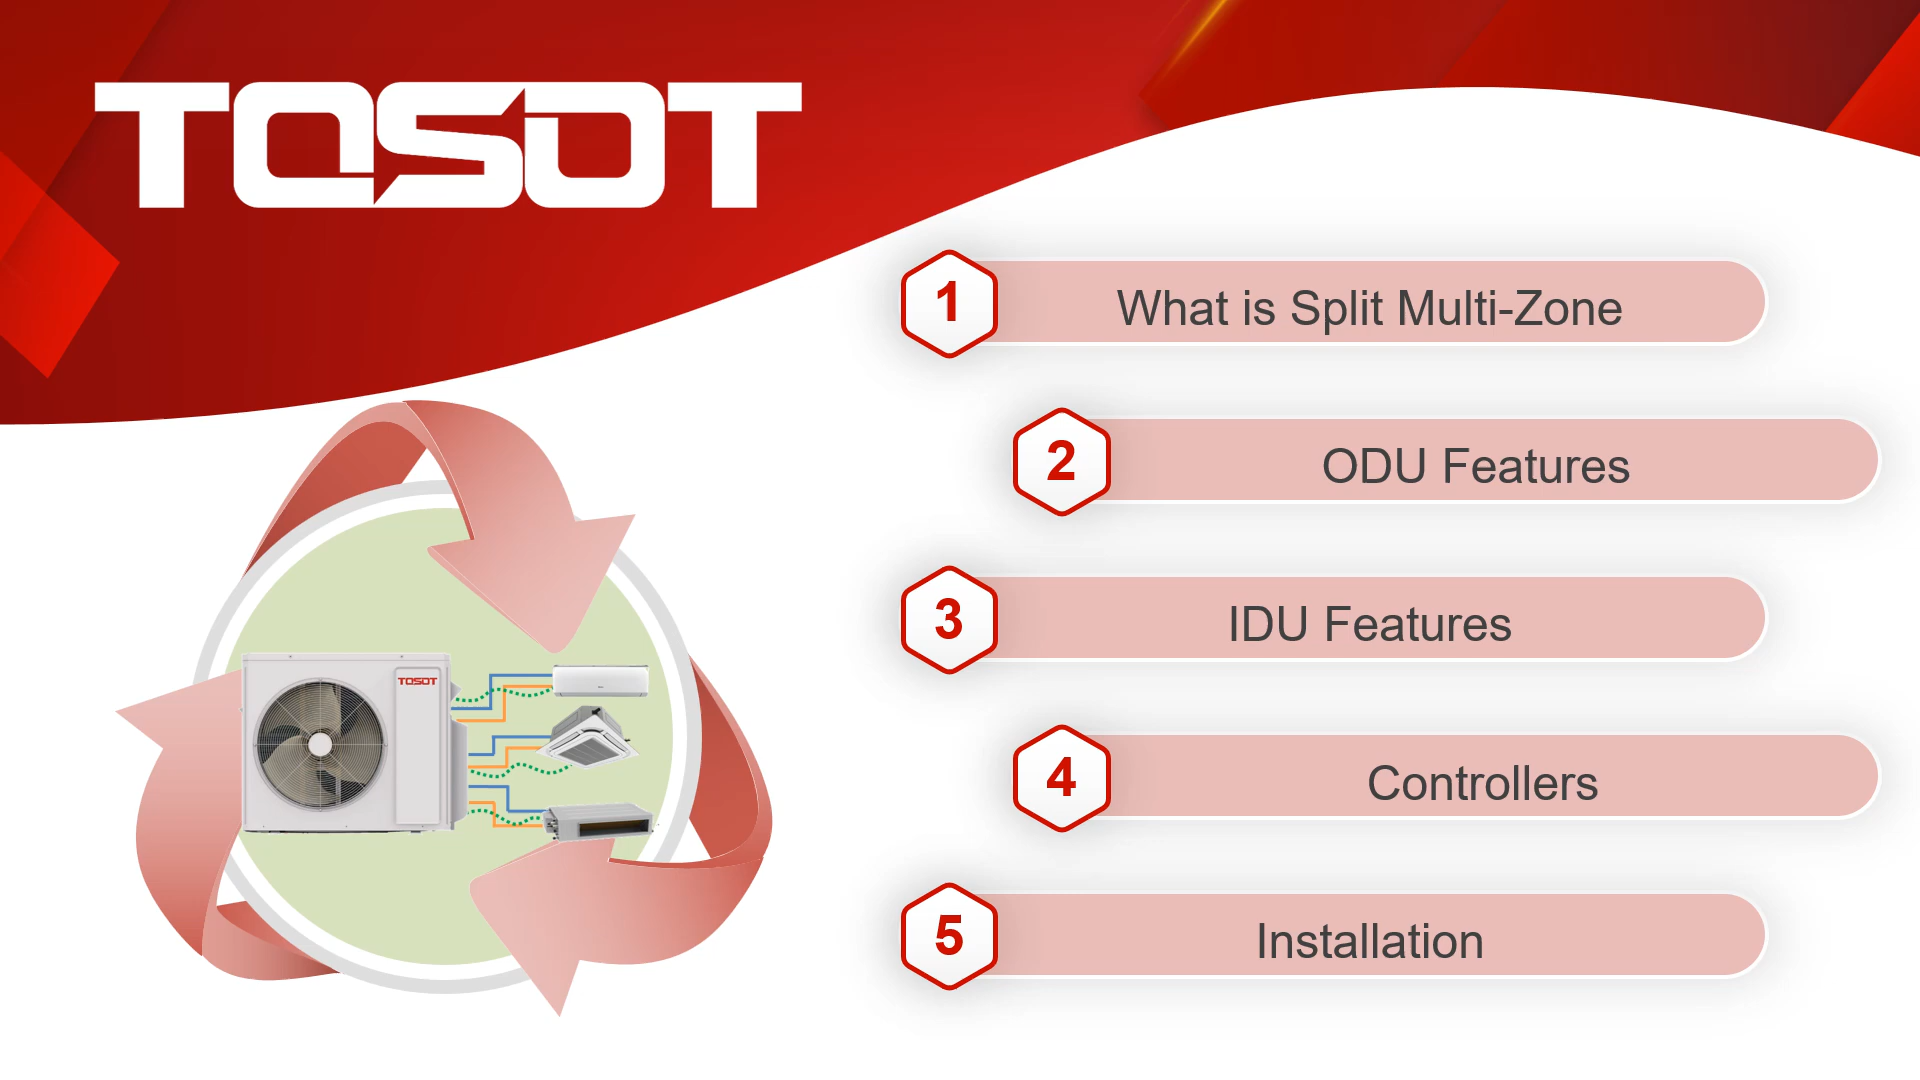 TOSOT
1
What is Split Multi-Zone
2
ODU Features
3
IDU Features
4
Controllers
5
Installation
TOSOT